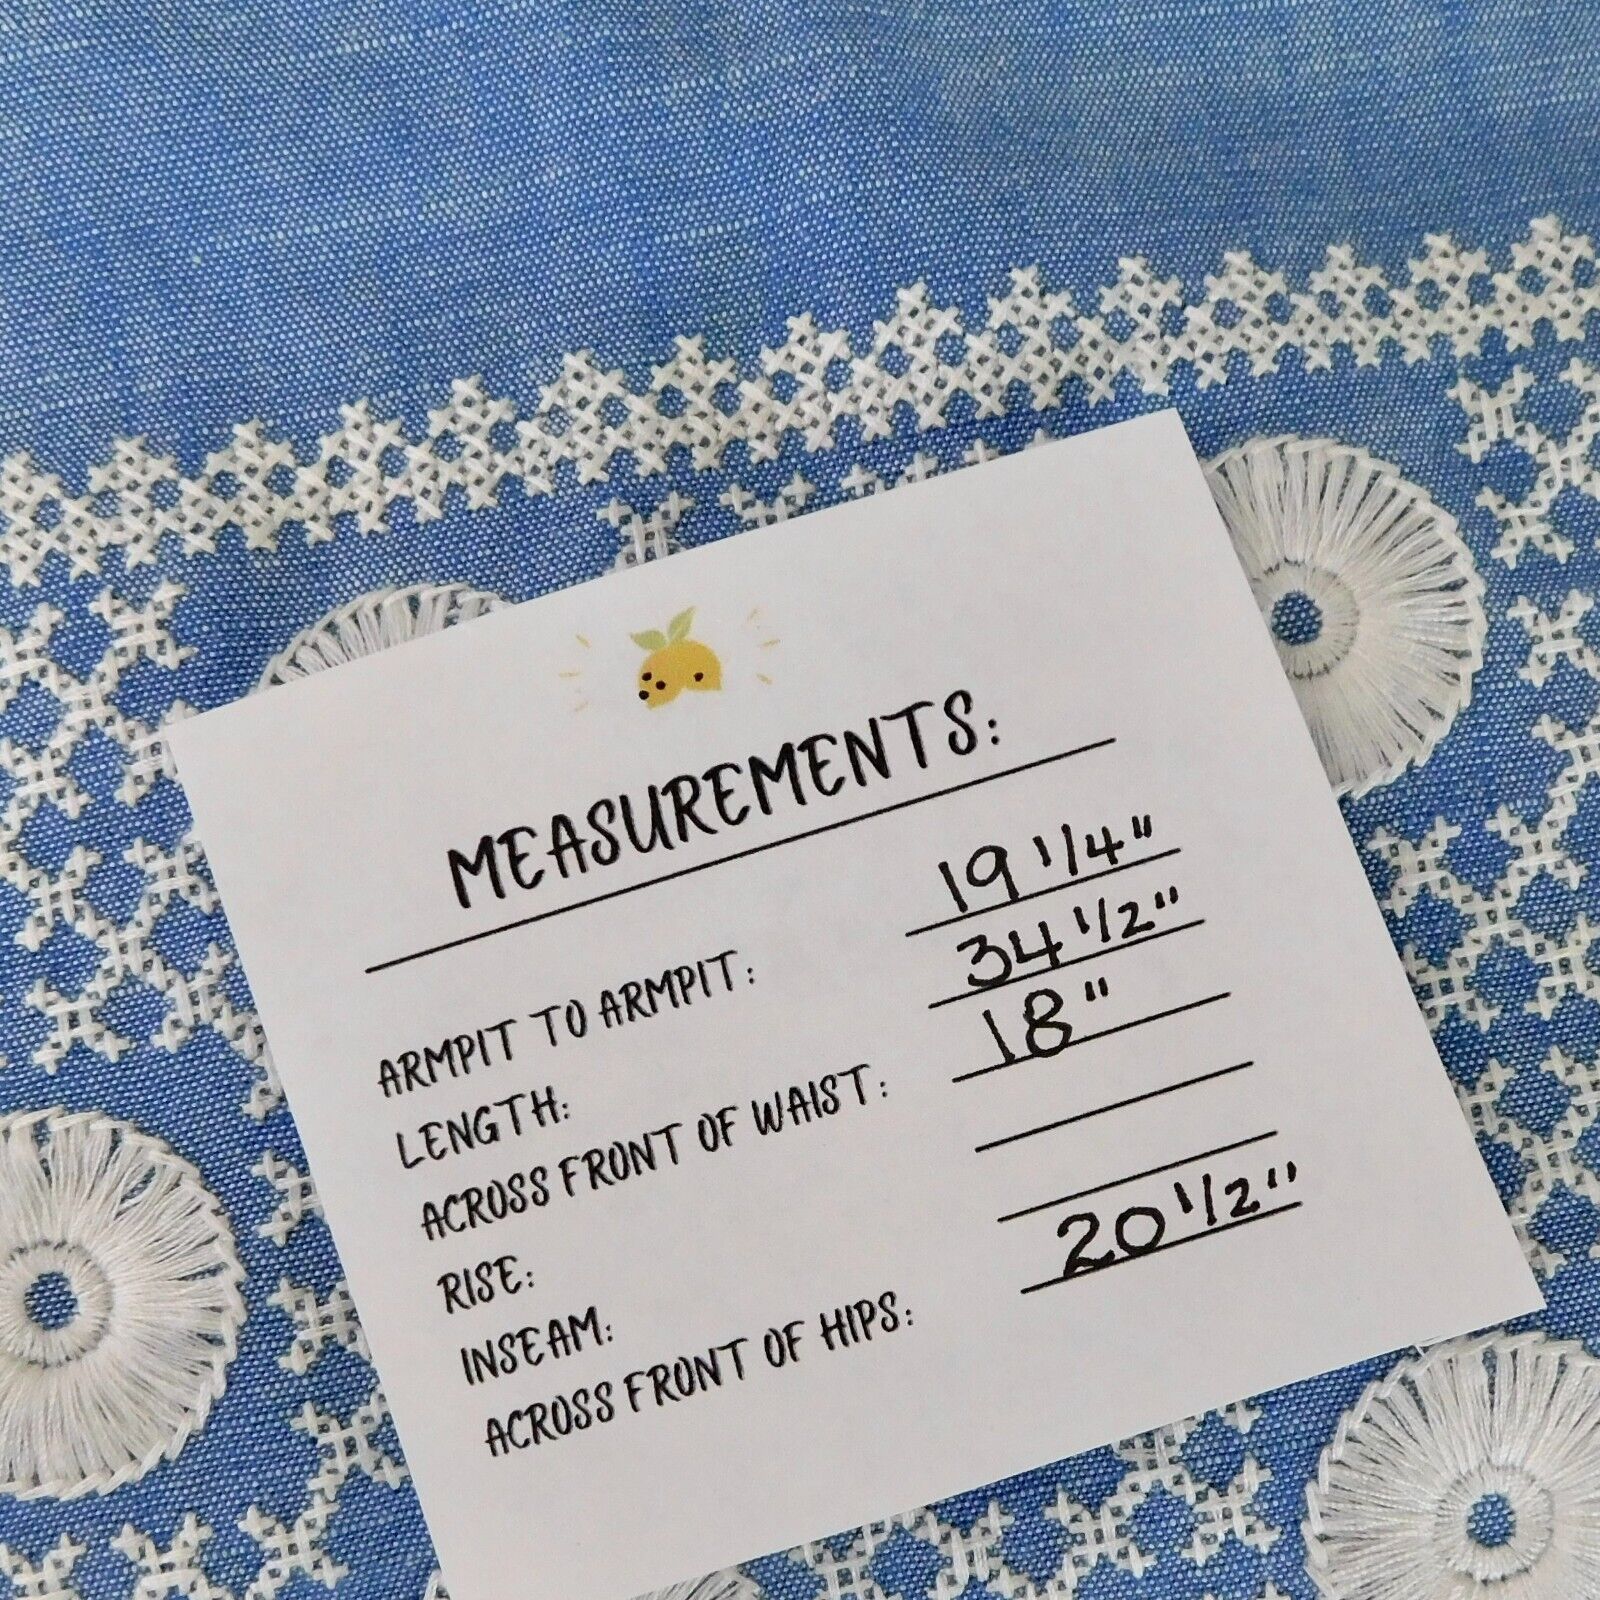 MEASUREMENTS:
ARMPIT TO ARMPIT: 19 1/4"
LENGTH: 34 1/2"
ACROSS FRONT OF WAIST: 18"
RISE:
INSEAM:
ACROSS FRONT OF HIPS: 20 1/2"